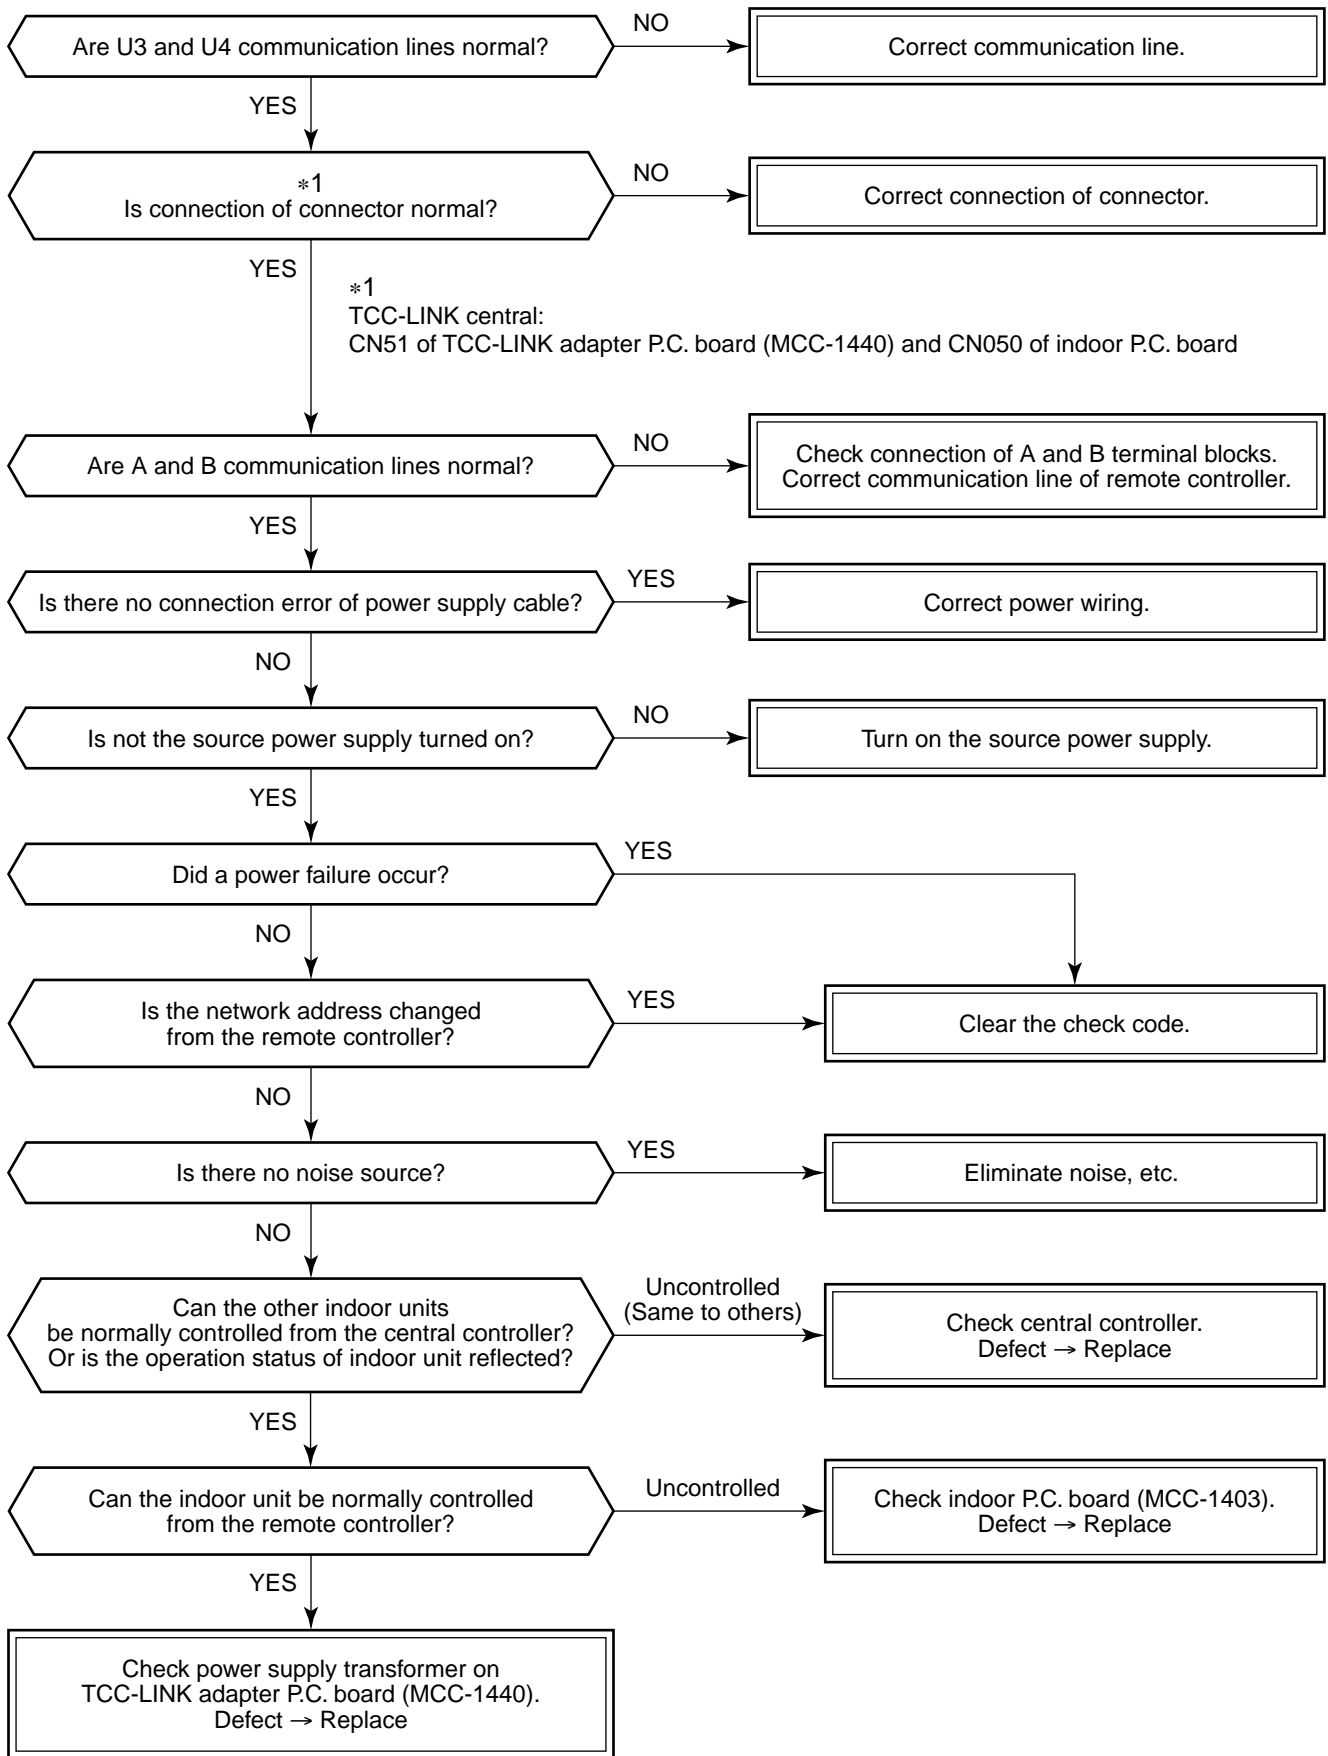 Are U3 and U4 communication lines normal?
NO
Correct communication line.
YES
*1
Is connection of connector normal?
NO
Correct connection of connector.
YES
*1
TCC-LINK central:
CN51 of TCC-LINK adapter P.C. board (MCC-1440) and CN050 of indoor P.C. board
Are A and B communication lines normal?
NO
Check connection of A and B terminal blocks.
Correct communication line of remote controller.
YES
Is there no connection error of power supply cable?
YES
Correct power wiring.
NO
Is not the source power supply turned on?
NO
Turn on the source power supply.
YES
Did a power failure occur?
YES
NO
Is the network address changed
from the remote controller?
YES
Clear the check code.
NO
Is there no noise source?
YES
Eliminate noise, etc.
NO
Can the other indoor units
be normally controlled from the central controller?
Or is the operation status of indoor unit reflected?
Uncontrolled
(Same to others)
Check central controller.
Defect → Replace
YES
Can the indoor unit be normally controlled
from the remote controller?
Uncontrolled
Check indoor P.C. board (MCC-1403).
Defect → Replace
YES
Check power supply transformer on
TCC-LINK adapter P.C. board (MCC-1440).
Defect → Replace